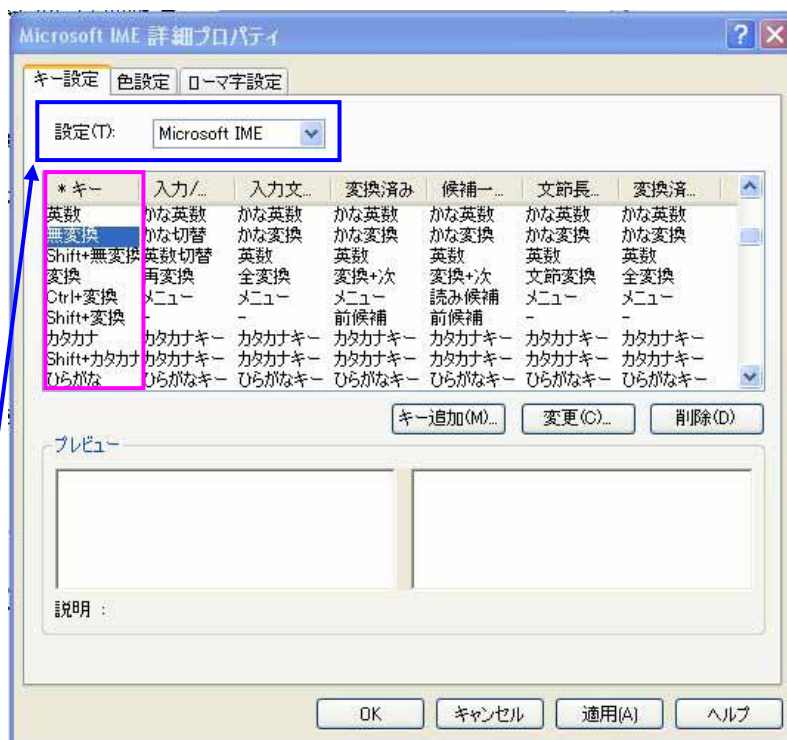 Microsoft IME 詳細プロパティ
キー設定 色設定 ローマ字設定
設定(T): Microsoft IME
* キー 入力/... 入力文... 変換済み 候補一... 文節長... 変換済...
英数 かな英数 かな英数 かな英数 かな英数 かな英数 かな英数
無変換 かな切替 かな変換 かな変換 かな変換 かな変換 かな変換
Shift+無変換 英数切替 英数 英数 英数 英数 英数
変換 再変換 全変換 変換+次 変換+次 文節変換 全変換
Ctrl+変換 メニュー メニュー メニュー 読み候補 メニュー メニュー
Shift+変換 - - 前候補 前候補 - -
カタカナ カタカナキー カタカナキー カタカナキー カタカナキー カタカナキー カタカナキー
Shift+カタカナ カタカナキー カタカナキー カタカナキー カタカナキー カタカナキー カタカナキー
ひらがな ひらがなキー ひらがなキー ひらがなキー ひらがなキー ひらがなキー ひらがなキー
キー追加(M)... 変更(C)... 削除(D)
プレビュー
説明 :
OK キャンセル 適用(A) ヘルプ